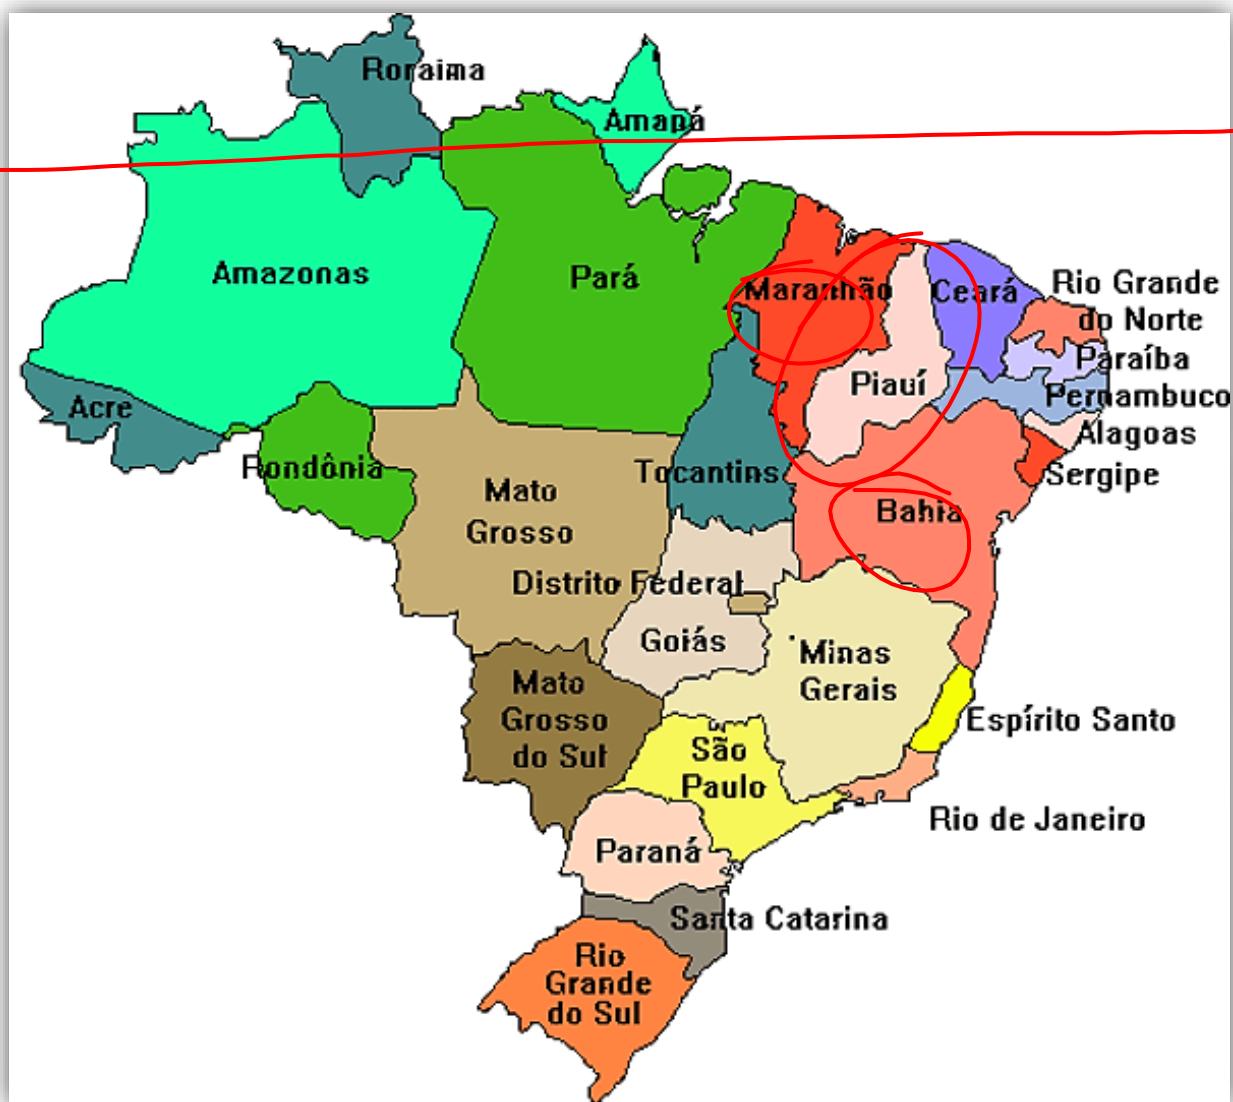 Roraima
Amapá
Amazonas
Pará
Maranhão
Ceará
Rio Grande
do Norte
Paraíba
Piauí
Pernambuco
Acre
Alagoas
Rondônia
Tocantins
Sergipe
Mato
Grosso
Bahia
Distrito Federal
Goiás
Minas
Gerais
Mato
Grosso
do Sul
Espírito Santo
São
Paulo
Rio de Janeiro
Paraná
Santa Catarina
Rio
Grande
do Sul